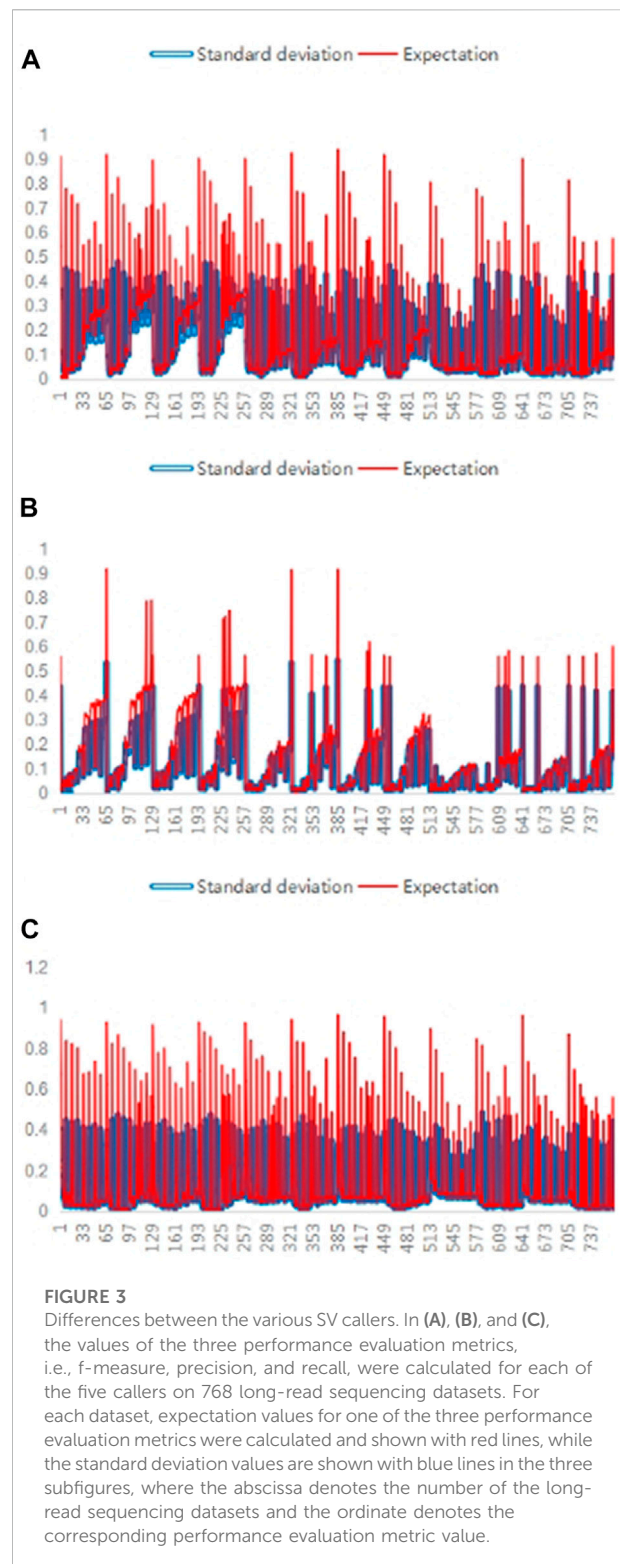 A
Standard deviation Expectation
1
0.9
0.8
0.7
0.6
0.5
0.4
0.3
0.2
0.1
0
1 33 65 97 129 161 193 225 257 289 321 353 385 417 449 481 513 545 577 609 641 673 705 737
Standard deviation Expectation
B
1
0.9
0.8
0.7
0.6
0.5
0.4
0.3
0.2
0.1
0
1 33 65 97 129 161 193 225 257 289 321 353 385 417 449 481 513 545 577 609 641 673 705 737
Standard deviation Expectation
C
1.2
1
0.8
0.6
0.4
0.2
0
1 33 65 97 129 161 193 225 257 289 321 353 385 417 449 481 513 545 577 609 641 673 705 737
FIGURE 3
Differences between the various SV callers. In (A), (B), and (C),
the values of the three performance evaluation metrics,
i.e., f-measure, precision, and recall, were calculated for each of
the five callers on 768 long-read sequencing datasets. For
each dataset, expectation values for one of the three performance
evaluation metrics were calculated and shown with red lines, while
the standard deviation values are shown with blue lines in the three
subfigures, where the abscissa denotes the number of the long-
read sequencing datasets and the ordinate denotes the
corresponding performance evaluation metric value.